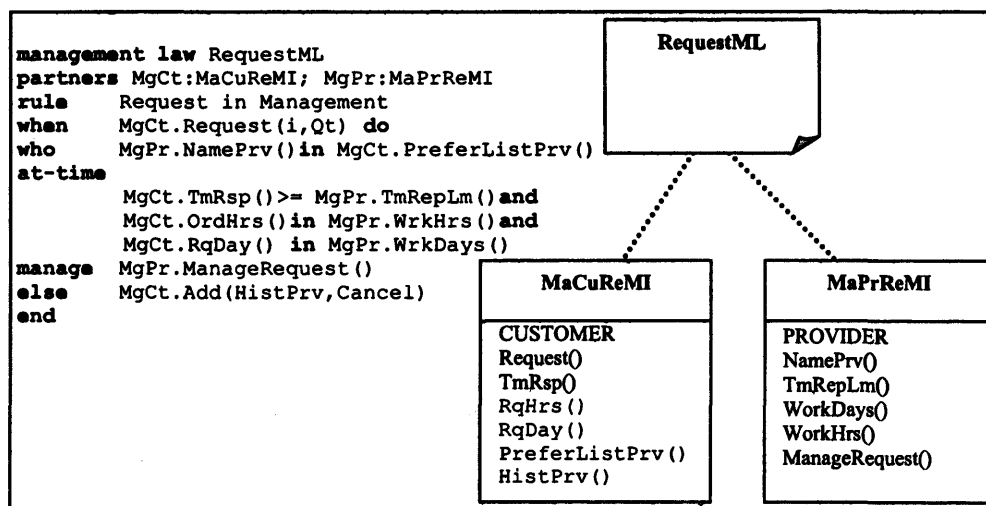 management law RequestML
partners MgCt:MaCuReMI; MgPr:MaPrReMI
rule Request in Management
when MgCt.Request(i,Qt) do
who MgPr.NamePrv()in MgCt.PreferListPrv()
at-time
MgCt.TmRsp()>= MgPr.TmRepLm()and
MgCt.OrdHrs()in MgPr.WrkHrs()and
MgCt.RqDay() in MgPr.WrkDays()
manage MgPr.ManageRequest()
else MgCt.Add(HistPrv,Cancel)
end
RequestML
MaCuReMI
CUSTOMER
Request()
TmRsp()
RqHrs()
RqDay()
PreferListPrv()
HistPrv()
MaPrReMI
PROVIDER
NamePrv()
TmRepLm()
WorkDays()
WorkHrs()
ManageRequest()